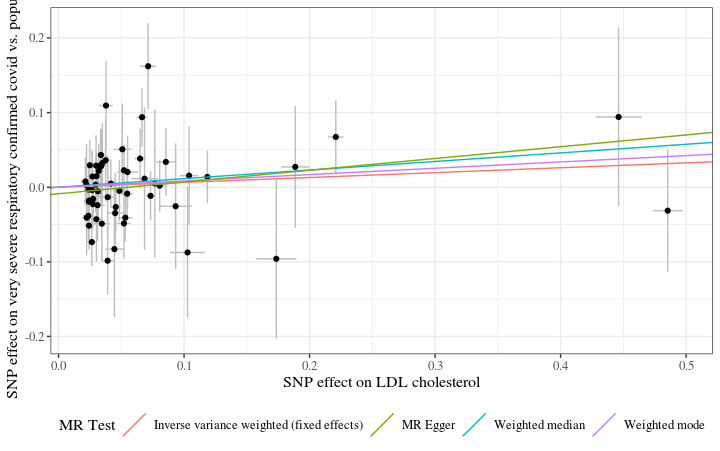 SNP effect on very severe respiratory confirmed covid vs.
0.2
0.1
0.0
-0.1
-0.2
0.0 0.1 0.2 0.3 0.4 0.5
SNP effect on LDL cholesterol
MR Test Inverse variance weighted (fixed effects) MR Egger Weighted median Weighted mode